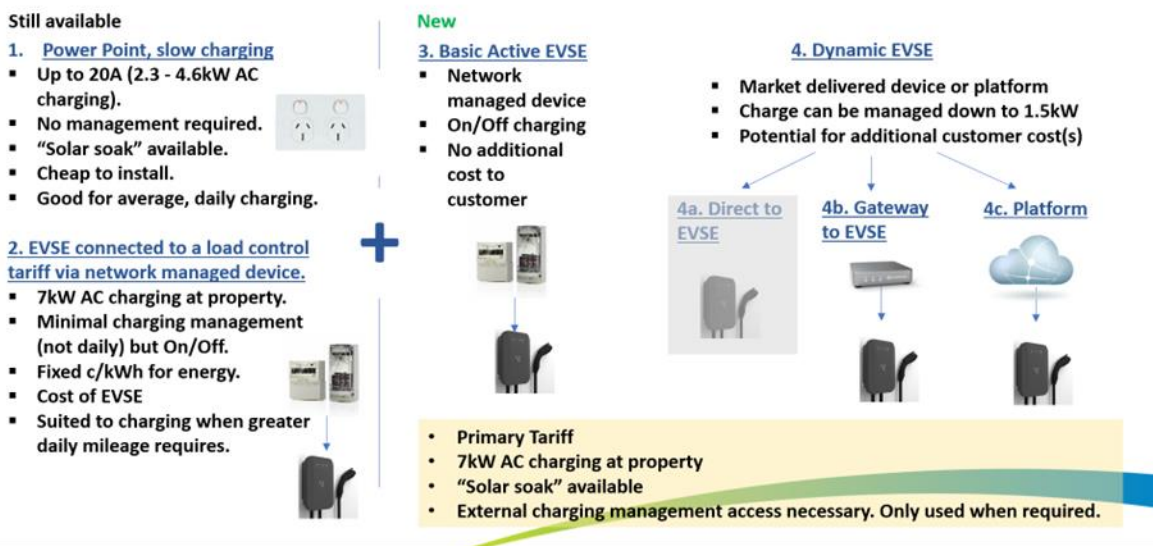 Still available
1. Power Point, slow charging
▪ Up to 20A (2.3 - 4.6kW AC
charging).
▪ No management required.
▪ “Solar soak” available.
▪ Cheap to install.
▪ Good for average, daily charging.
2. EVSE connected to a load control
tariff via network managed device.
▪ 7kW AC charging at property.
▪ Minimal charging management
(not daily) but On/Off.
▪ Fixed c/kWh for energy.
▪ Cost of EVSE
▪ Suited to charging when greater
daily mileage requires.
New
3. Basic Active EVSE
▪ Network
managed device
▪ On/Off charging
▪ No additional
cost to
customer
4. Dynamic EVSE
▪ Market delivered device or platform
▪ Charge can be managed down to 1.5kW
▪ Potential for additional customer cost(s)
4a. Direct to
EVSE
4b. Gateway
to EVSE
4c. Platform
• Primary Tariff
• 7kW AC charging at property
• “Solar soak” available
• External charging management access necessary. Only used when required.